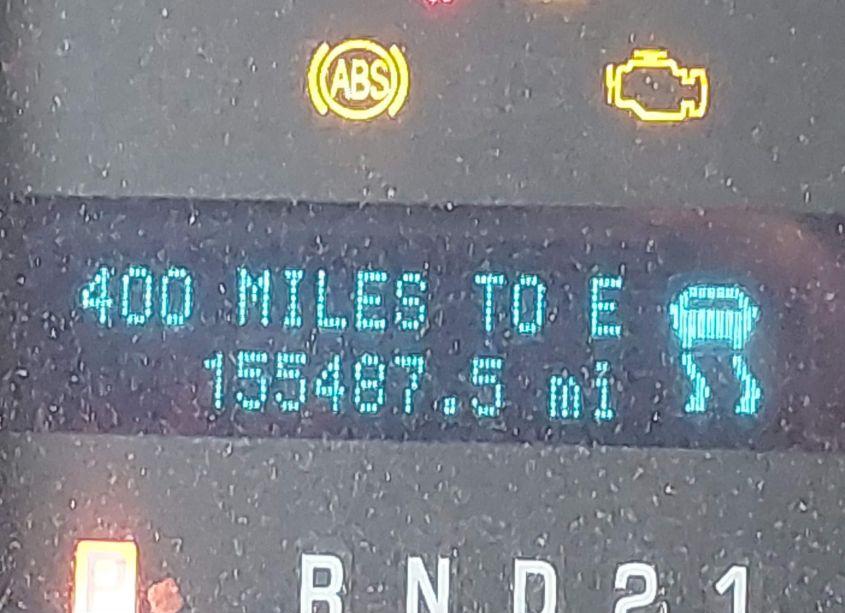 ABS
400 MILES TO E
155487.5 mi
P R N D 2 1